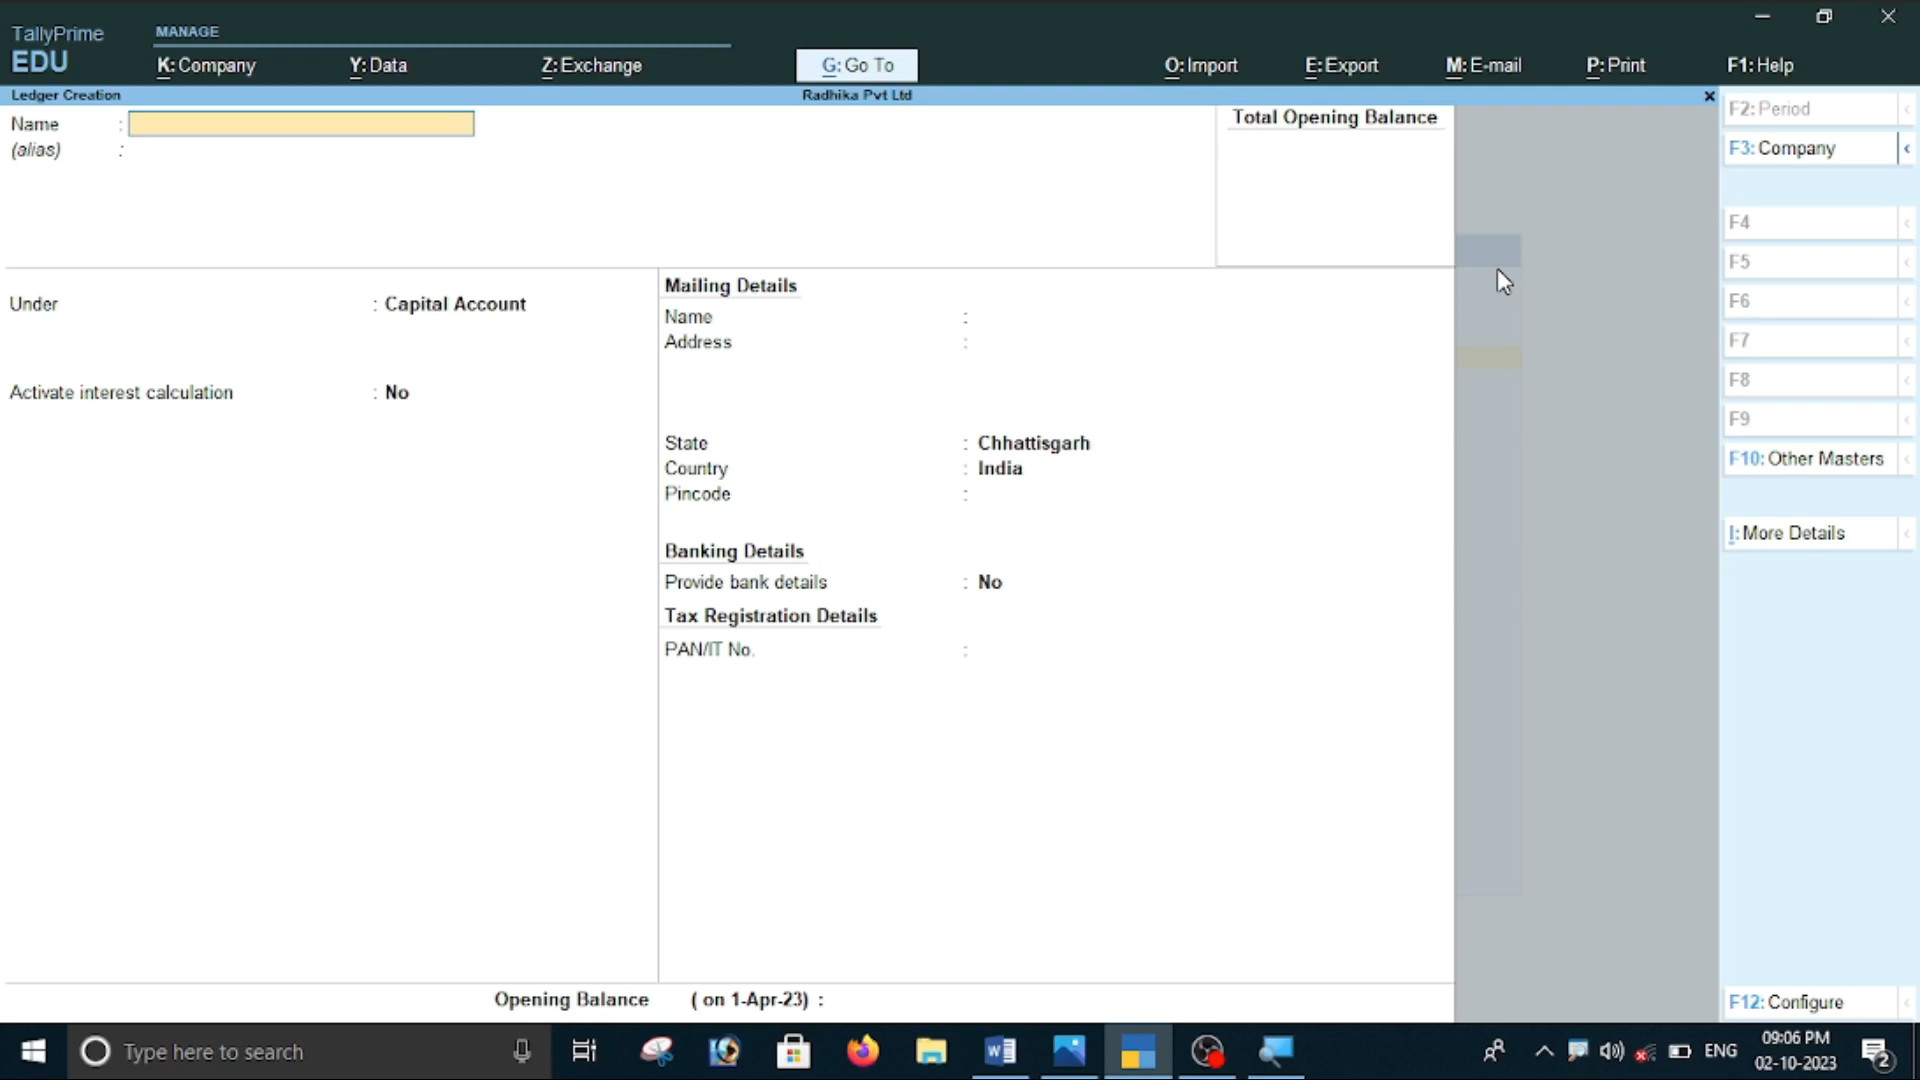 TallyPrime
EDU
MANAGE
K: Company
Y: Data
Z: Exchange
G: Go To
O: Import
E: Export
M: E-mail
P: Print
F1: Help
Ledger Creation
Radhika Pvt Ltd
×
Name :
(alias) :
Total Opening Balance
Under : Capital Account
Activate interest calculation : No
Mailing Details
Name :
Address :
State : Chhattisgarh
Country : India
Pincode :
Banking Details
Provide bank details : No
Tax Registration Details
PAN/IT No. :
Opening Balance ( on 1-Apr-23) :
F2: Period
F3: Company
F4
F5
F6
F7
F8
F9
F10: Other Masters
I: More Details
F12: Configure
Type here to search
ENG
09:06 PM
02-10-2023
2